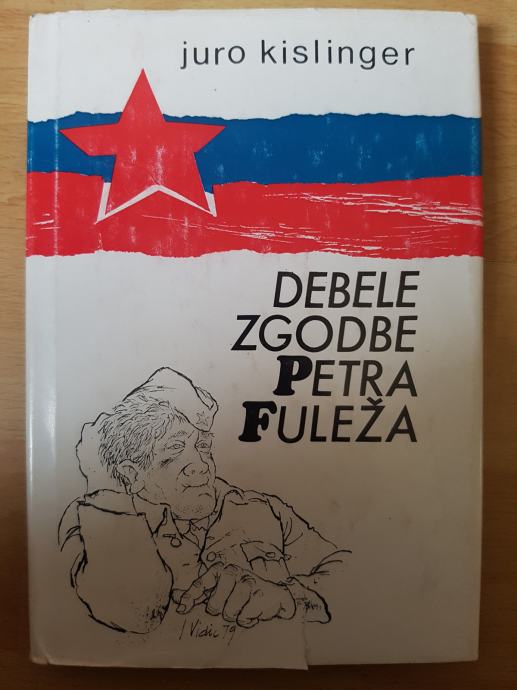 juro kislinger
DEBELE
ZGODBE
PETRA
FULEŽA
Vidic 79